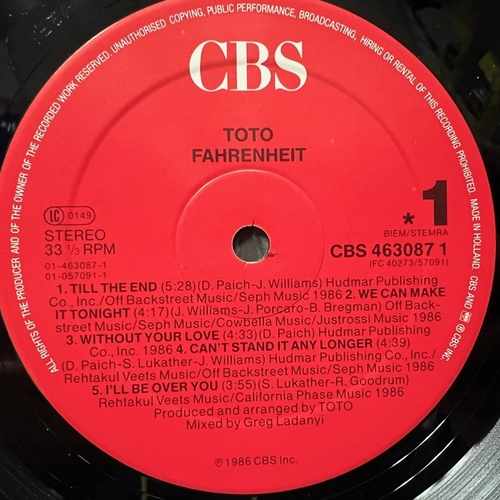 ALL RIGHTS OF THE PRODUCER AND OF THE OWNER OF THE RECORDED WORK RESERVED. UNAUTHORISED COPYING, PUBLIC PERFORMANCE, BROADCASTING, HIRING OR RENTAL OF THIS RECORDING PROHIBITED. MADE IN HOLLAND. CBS AND ℗ © CBS INC.
CBS
TOTO
FAHRENHEIT
LC 0149
STEREO
33 1/3 RPM
01-463087-1
01-057091-1
* 1
BIEM/STEMRA
CBS 463087 1
(FC 40273/57091)
1. TILL THE END (5:28) (D. Paich-J. Williams) Hudmar Publishing
Co., Inc./Off Backstreet Music/Seph Music 1986 2. WE CAN MAKE
IT TONIGHT (4:17) (J. Williams-J. Porcaro-B. Bregman) Off Back-
street Music/Seph Music/Cowbella Music/Justrossi Music 1986
3. WITHOUT YOUR LOVE (4:33) (D. Paich) Hudmar Publishing
Co., Inc. 1986 4. CAN'T STAND IT ANY LONGER (4:39)
(D. Paich-S. Lukather-J. Williams) Hudmar Publishing Co., Inc./
Rehtakul Veets Music/Off Backstreet Music/Seph Music 1986
5. I'LL BE OVER YOU (3:55) (S. Lukather-R. Goodrum)
Rehtakul Veets Music/California Phase Music 1986
Produced and arranged by TOTO
Mixed by Greg Ladanyi
℗ 1986 CBS Inc.